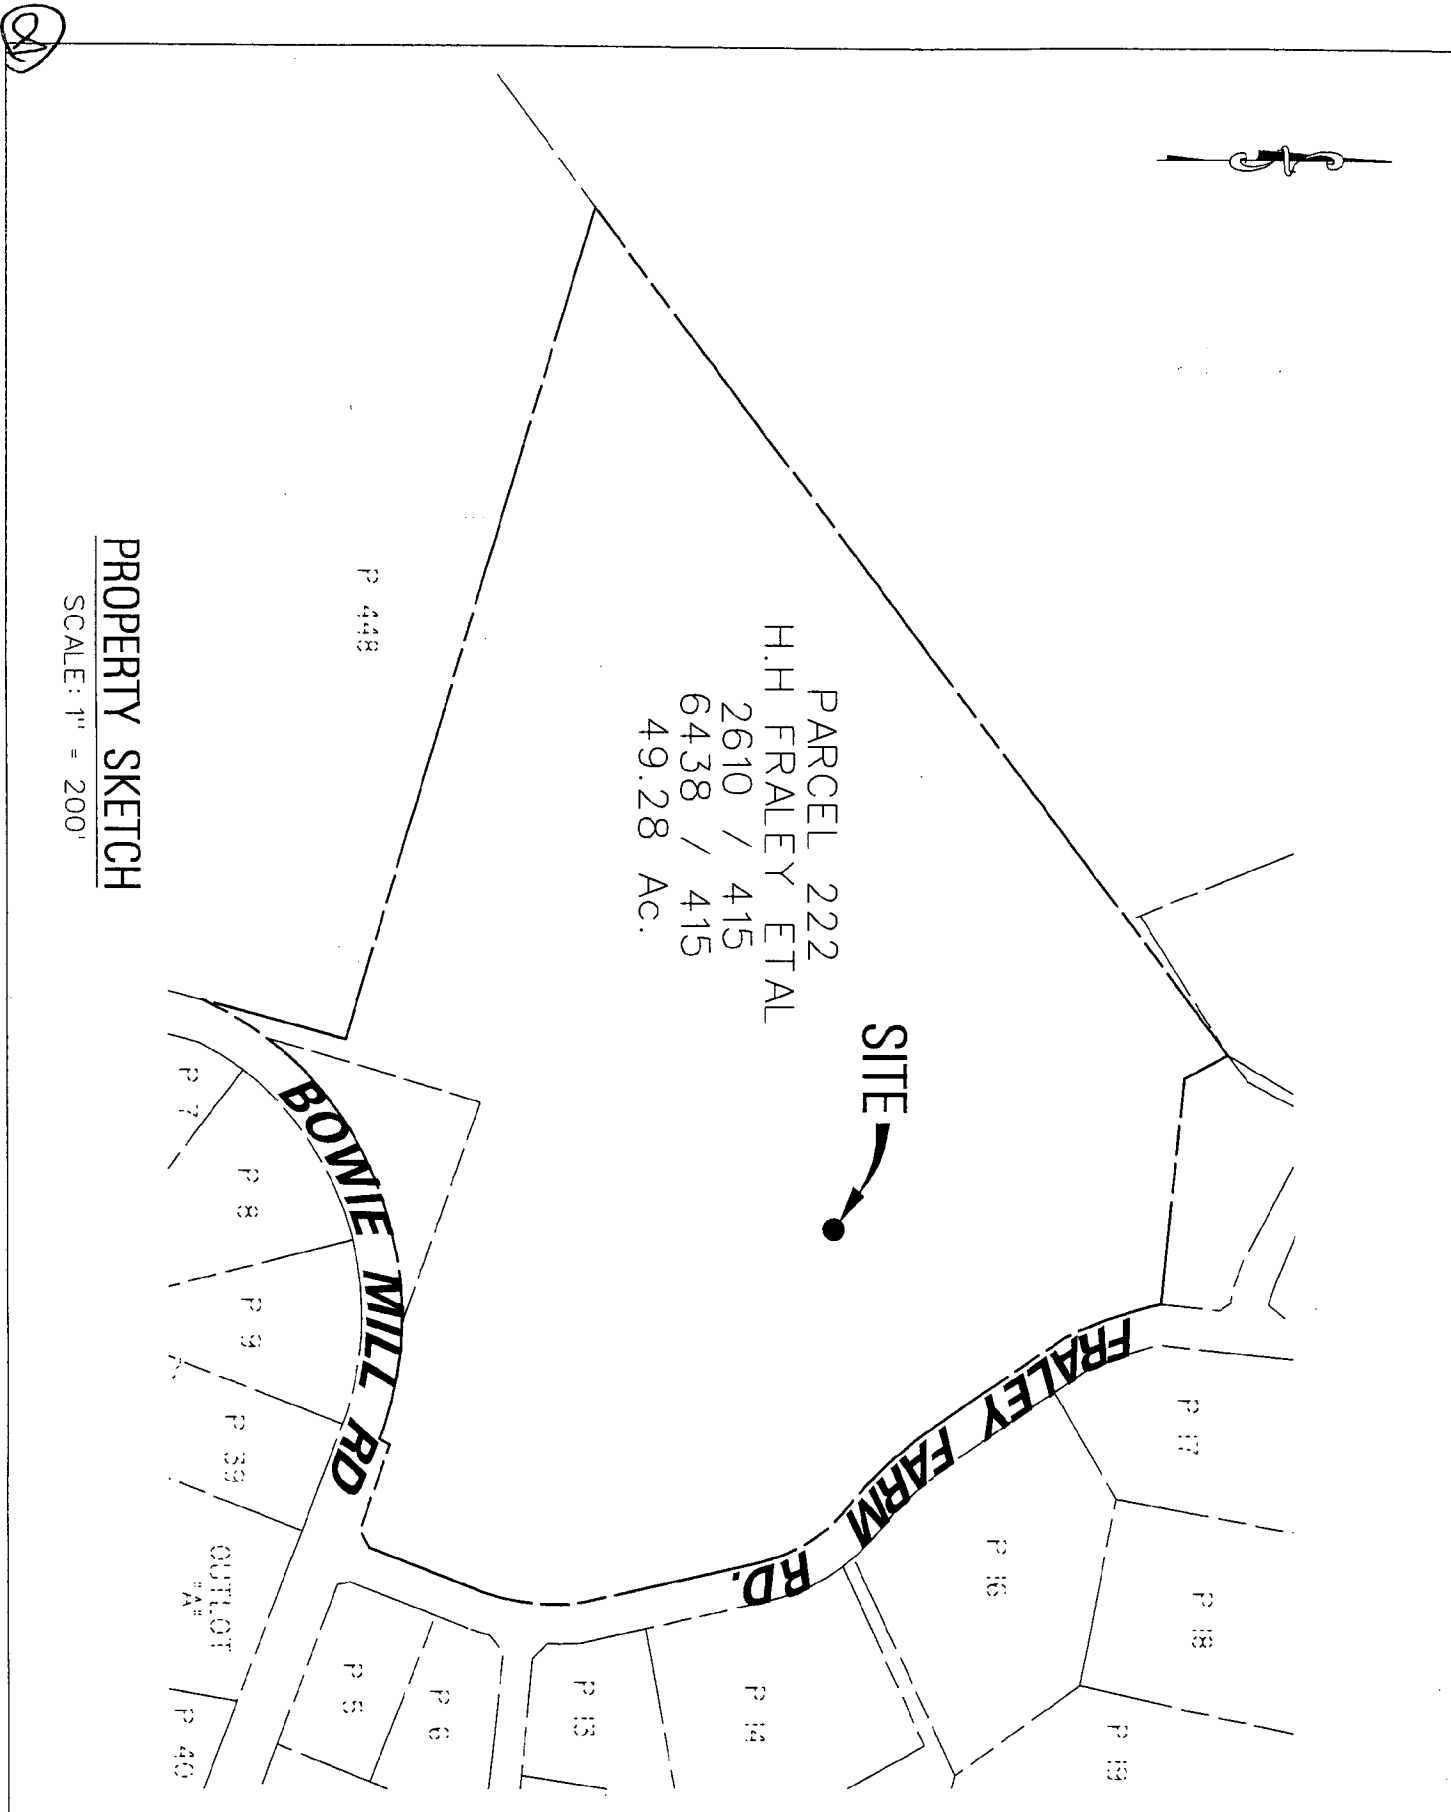 PARCEL 222
H.H FRALEY ETAL
2610 / 415
6438 / 415
49.28 Ac.
SITE
FRALEY FARM RD.
BOWIE MILL RD
P 448
P 17
P 18
P 16
P 19
P 14
P 13
P 6
P 5
P 7
P 8
P 9
P 39
OUTLOT
"A"
P 40
PROPERTY SKETCH
SCALE: 1" = 200'